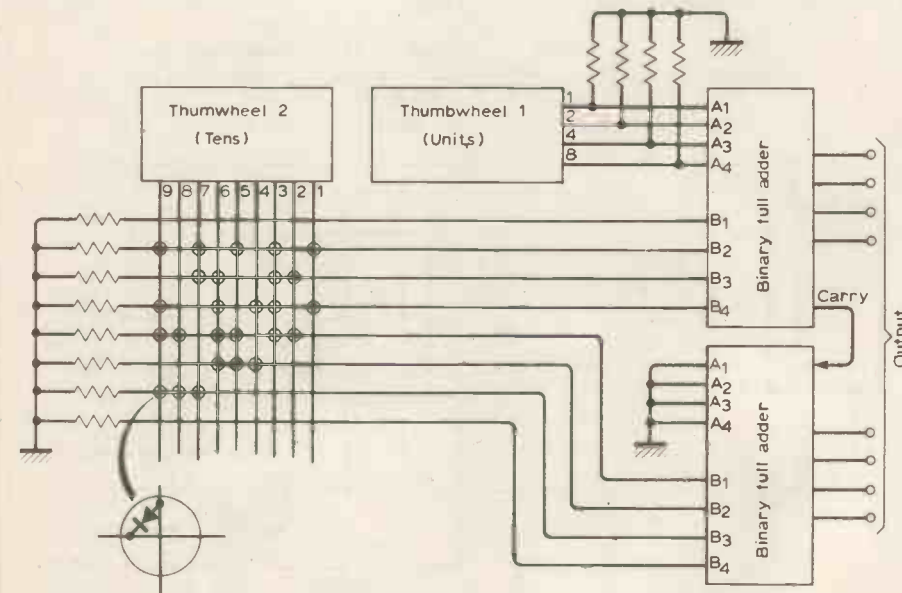 Thumwheel 2
(Tens)
Thumbwheel 1
(Units)
1
2
4
8
A1
A2
A3
A4
B1
B2
B3
B4
Binary full adder
9 8 7 6 5 4 3 2 1
Carry
Output
A1
A2
A3
A4
B1
B2
B3
B4
Binary full adder